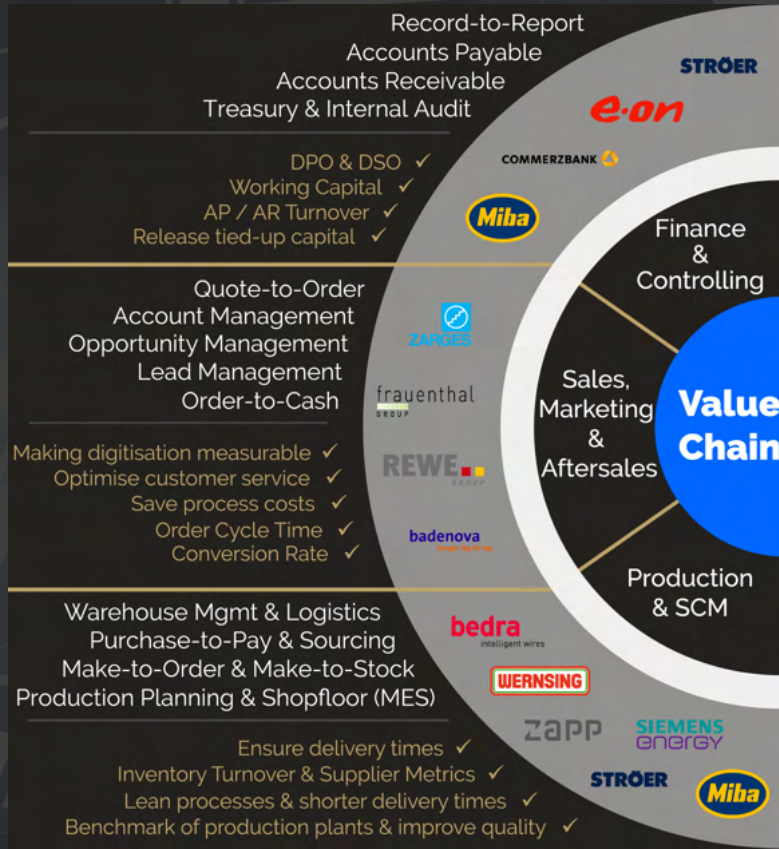 Record-to-Report
Accounts Payable
Accounts Receivable
Treasury & Internal Audit
DPO & DSO ✓
Working Capital ✓
AP / AR Turnover ✓
Release tied-up capital ✓
STRÖER
e·on
COMMERZBANK
Miba
Finance
&
Controlling
Quote-to-Order
Account Management
Opportunity Management
Lead Management
Order-to-Cash
Making digitisation measurable ✓
Optimise customer service ✓
Save process costs ✓
Order Cycle Time ✓
Conversion Rate ✓
ZARGES
frauenthal
GROUP
REWE
GROUP
badenova
Sales,
Marketing
&
Aftersales
Value
Chain
Warehouse Mgmt & Logistics
Purchase-to-Pay & Sourcing
Make-to-Order & Make-to-Stock
Production Planning & Shopfloor (MES)
Ensure delivery times ✓
Inventory Turnover & Supplier Metrics ✓
Lean processes & shorter delivery times ✓
Benchmark of production plants & improve quality ✓
bedra
intelligent wires
WERNSING
zapp
SIEMENS
energy
STRÖER
Miba
Production
& SCM